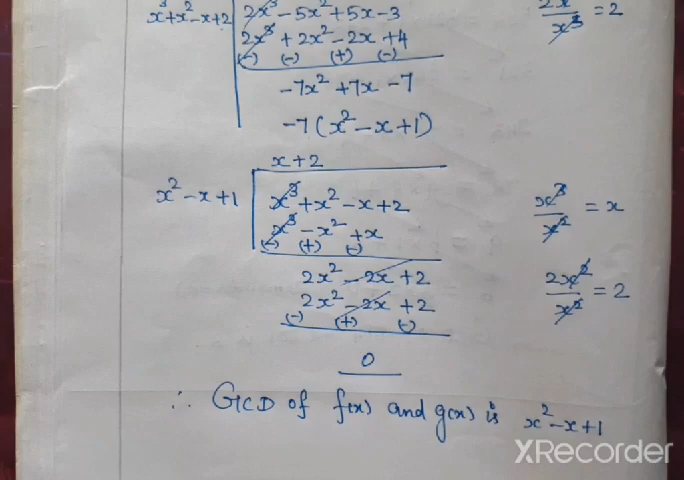 x³+x²-x+2 | 2x³-5x²+5x-3    2x³/x³ = 2
2x³+2x²-2x+4
(-) (-) (+) (-)
-7x²+7x-7
-7(x²-x+1)
x+2
x²-x+1 | x³+x²-x+2    x³/x² = x
x³-x²+x
(-) (+) (-)
2x²-2x+2    2x²/x² = 2
2x²-2x+2
(-) (+) (-)
0
∴ GCD of f(x) and g(x) is x²-x+1
XRecorder